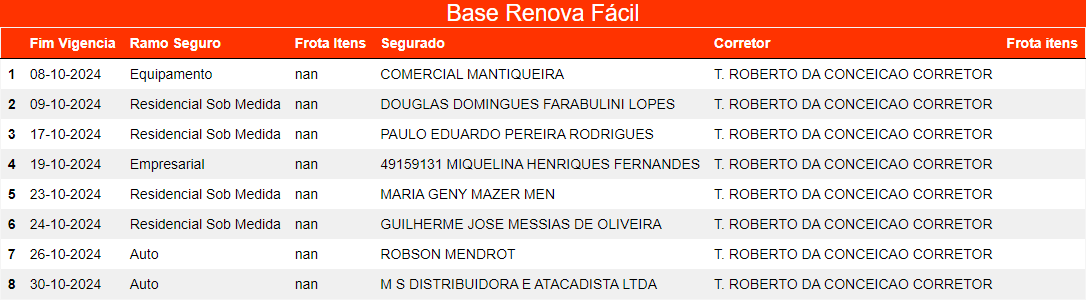 Base Renova Fácil
Fim Vigencia Ramo Seguro Frota Itens Segurado Corretor Frota itens
1 08-10-2024 Equipamento nan COMERCIAL MANTIQUEIRA T. ROBERTO DA CONCEICAO CORRETOR
2 09-10-2024 Residencial Sob Medida nan DOUGLAS DOMINGUES FARABULINI LOPES T. ROBERTO DA CONCEICAO CORRETOR
3 17-10-2024 Residencial Sob Medida nan PAULO EDUARDO PEREIRA RODRIGUES T. ROBERTO DA CONCEICAO CORRETOR
4 19-10-2024 Empresarial nan 49159131 MIQUELINA HENRIQUES FERNANDES T. ROBERTO DA CONCEICAO CORRETOR
5 23-10-2024 Residencial Sob Medida nan MARIA GENY MAZER MEN T. ROBERTO DA CONCEICAO CORRETOR
6 24-10-2024 Residencial Sob Medida nan GUILHERME JOSE MESSIAS DE OLIVEIRA T. ROBERTO DA CONCEICAO CORRETOR
7 26-10-2024 Auto nan ROBSON MENDROT T. ROBERTO DA CONCEICAO CORRETOR
8 30-10-2024 Auto nan M S DISTRIBUIDORA E ATACADISTA LTDA T. ROBERTO DA CONCEICAO CORRETOR